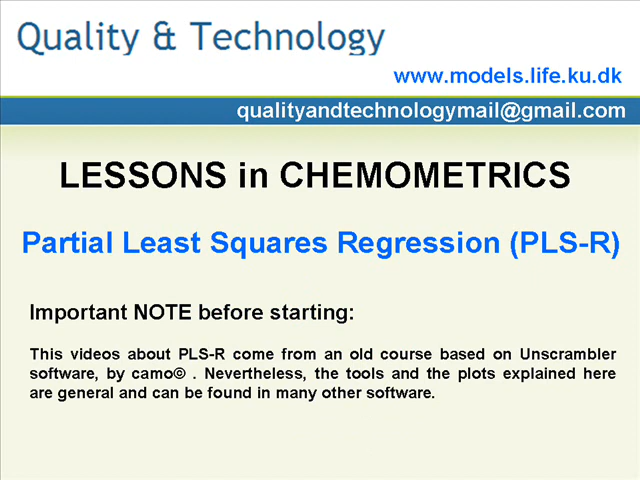 Quality & Technology
www.models.life.ku.dk
qualityandtechnologymail@gmail.com
LESSONS in CHEMOMETRICS
Partial Least Squares Regression (PLS-R)
Important NOTE before starting:
This videos about PLS-R come from an old course based on Unscrambler
software, by camo© . Nevertheless, the tools and the plots explained here
are general and can be found in many other software.